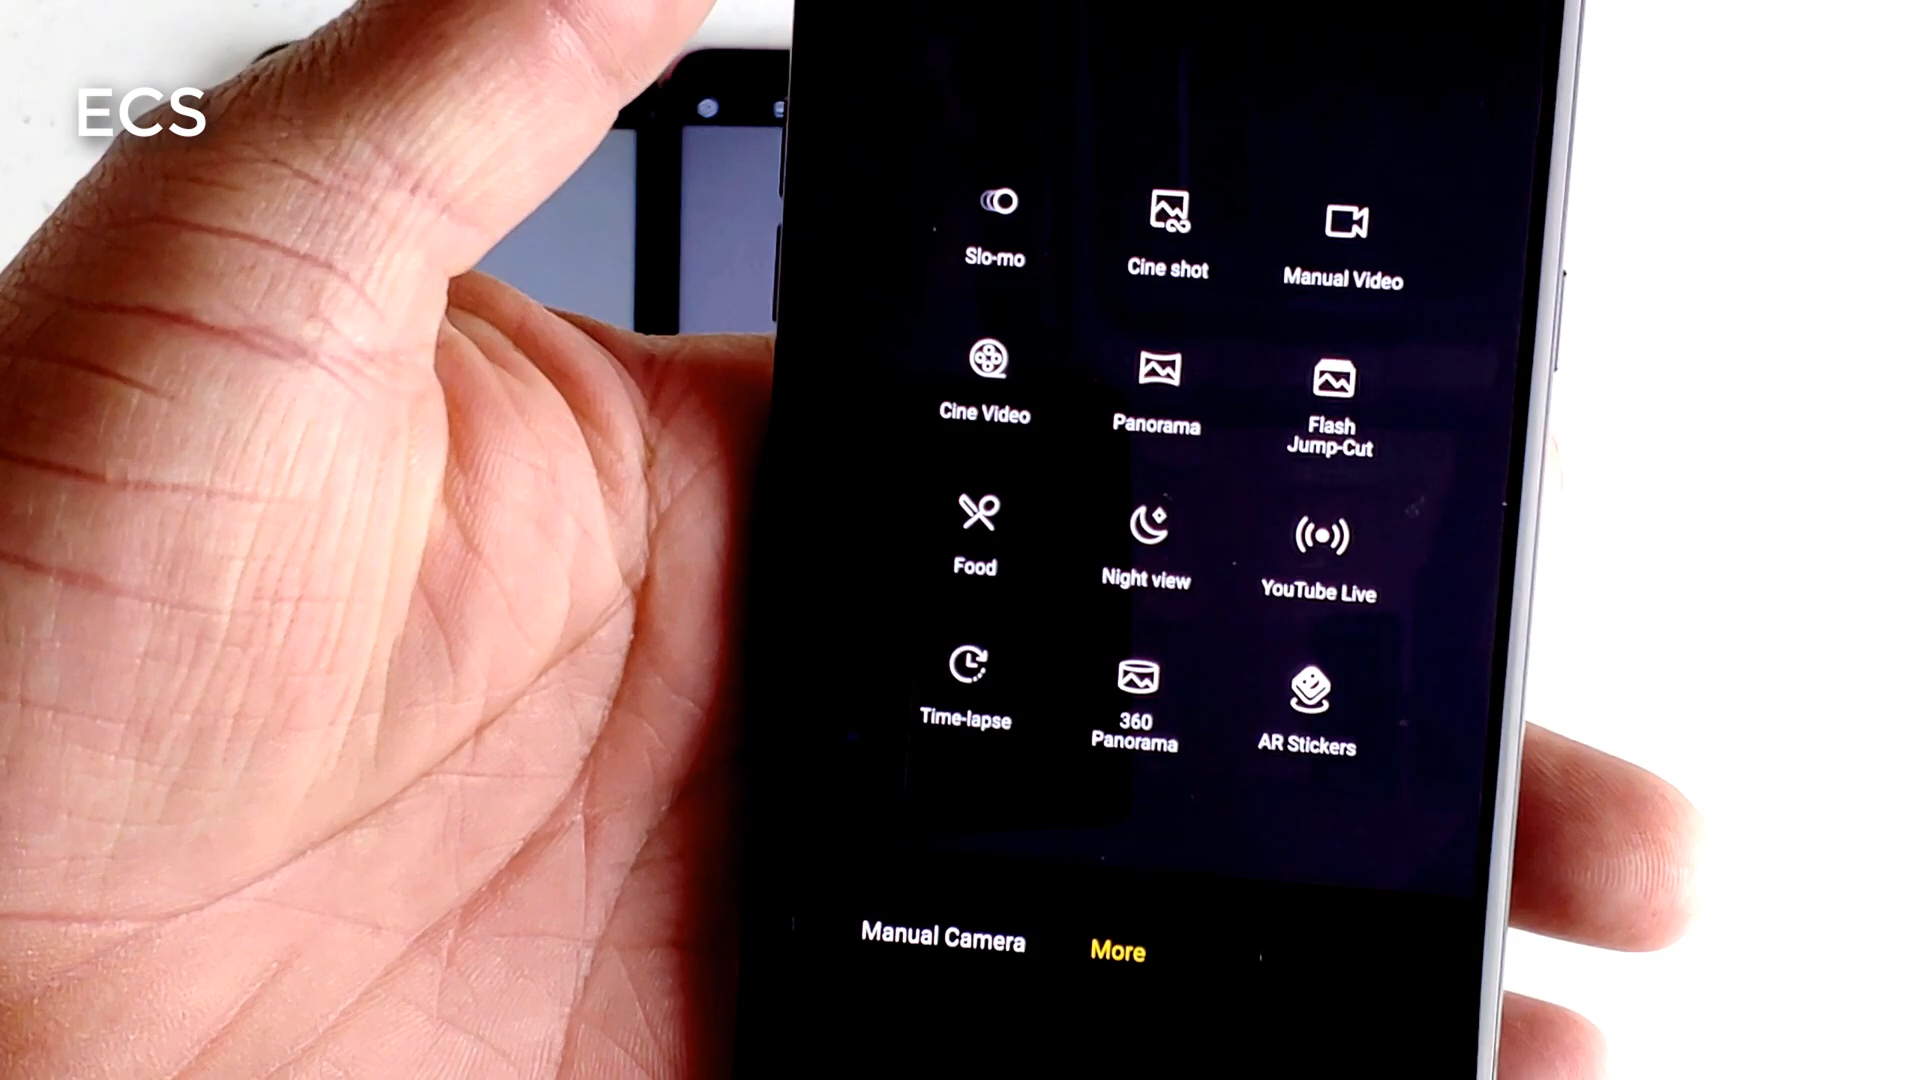 ECS
Slo-mo
Cine shot
Manual Video
Cine Video
Panorama
Flash
Jump-Cut
Food
Night view
YouTube Live
Time-lapse
360
Panorama
AR Stickers
Manual Camera
More